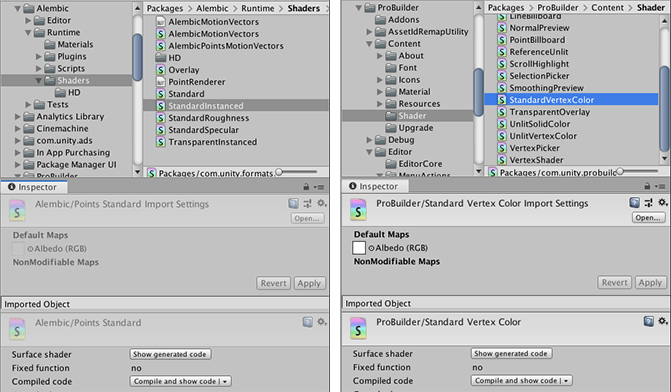 Alembic
Editor
Runtime
Materials
Plugins
Scripts
Shaders
HD
Tests
Analytics Library
Cinemachine
com.unity.ads
In App Purchasing
Package Manager UI
ProBuilder
Packages ▸ Alembic ▸ Runtime ▸ Shaders
AlembicMotionVectors
AlembicMotionVectors
AlembicPointsMotionVectors
HD
Overlay
PointRenderer
Standard
StandardInstanced
StandardRoughness
StandardSpecular
TransparentInstanced
Packages/com.unity.formats
Inspector
Alembic/Points Standard Import Settings
Open...
Default Maps
Albedo (RGB)
NonModifiable Maps
Revert Apply
Imported Object
Alembic/Points Standard
Surface shader Show generated code
Fixed function no
Compiled code Compile and show code
ProBuilder
Addons
AssetIdRemapUtility
Content
About
Font
Icons
Material
Resources
Shader
Upgrade
Debug
Editor
EditorCore
MenuActions
Packages ▸ ProBuilder ▸ Content ▸ Shader
LineBillboard
NormalPreview
PointBillboard
ReferenceUnlit
ScrollHighlight
SelectionPicker
SmoothingPreview
StandardVertexColor
TransparentOverlay
UnlitSolidColor
UnlitVertexColor
VertexPicker
VertexShader
Packages/com.unity.probuil
Inspector
ProBuilder/Standard Vertex Color Import Settings
Open...
Default Maps
Albedo (RGB)
NonModifiable Maps
Revert Apply
Imported Object
ProBuilder/Standard Vertex Color
Surface shader Show generated code
Fixed function no
Compiled code Compile and show code